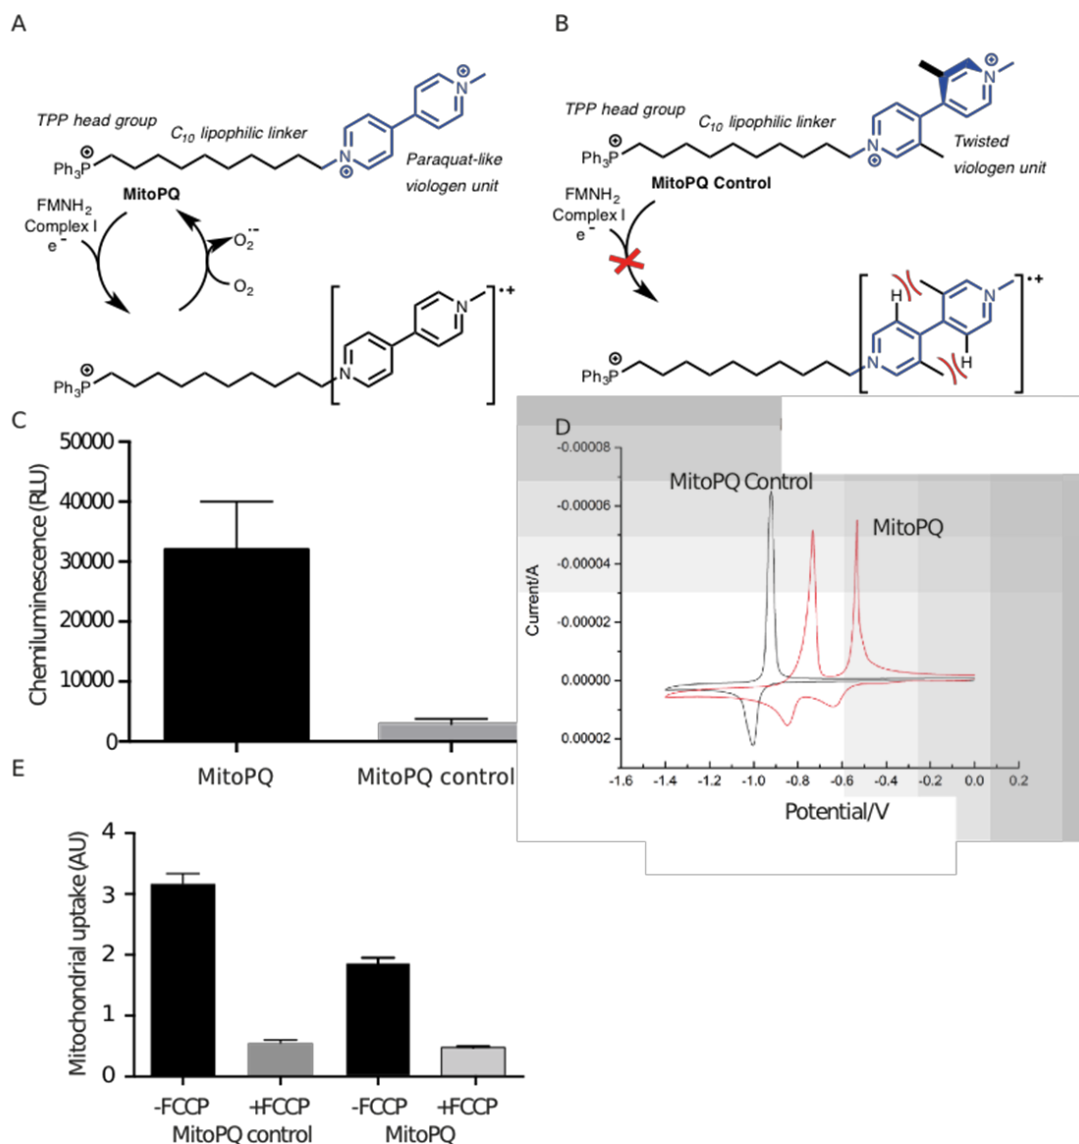 A
TPP head group
C10 lipophilic linker
⊕
Ph3P
N
⊕
⊕
N
Paraquat-like
viologen unit
MitoPQ
FMNH2
Complex I
e-
O2•-
O2
⊕
Ph3P
N
N
•+
B
TPP head group
C10 lipophilic linker
⊕
Ph3P
N
⊕
⊕
N
Twisted
viologen unit
MitoPQ Control
FMNH2
Complex I
e-
⊕
Ph3P
N
H
H
N
•+
C
Chemiluminescence (RLU)
50000
40000
30000
20000
10000
0
MitoPQ
MitoPQ control
D
Current/A
-0.00008
-0.00006
-0.00004
-0.00002
0.00000
0.00002
MitoPQ Control
MitoPQ
-1.6 -1.4 -1.2 -1.0 -0.8 -0.6 -0.4 -0.2 0.0 0.2
Potential/V
E
Mitochondrial uptake (AU)
4
3
2
1
0
-FCCP +FCCP -FCCP +FCCP
MitoPQ control MitoPQ